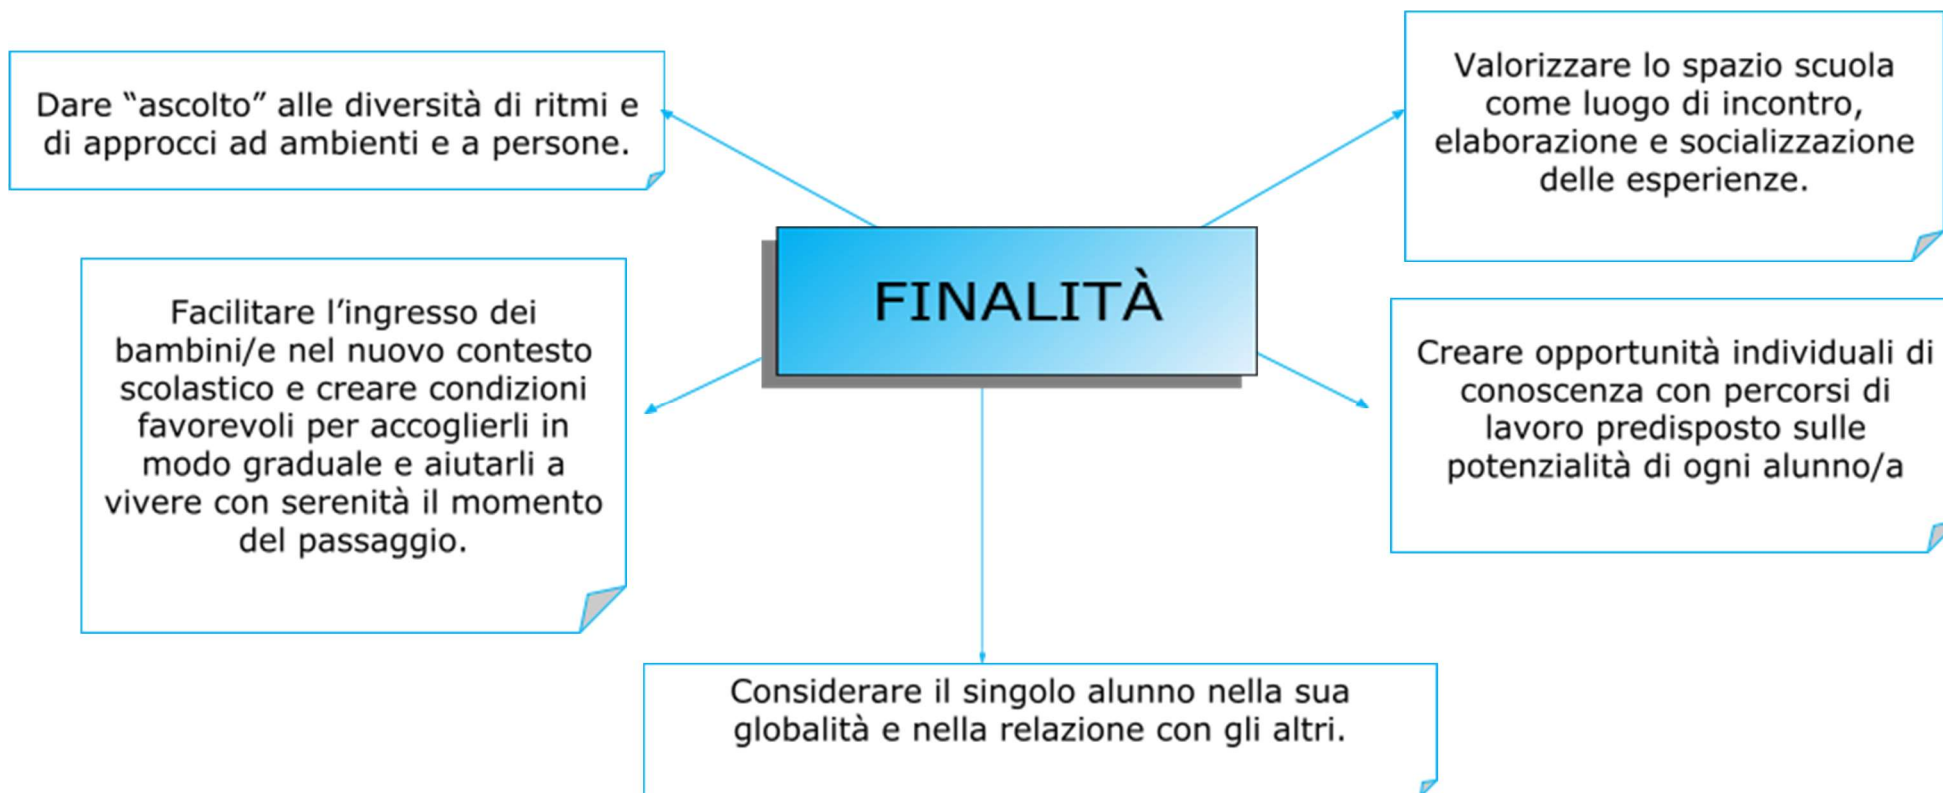 Dare “ascolto” alle diversità di ritmi e
di approcci ad ambienti e a persone.
Valorizzare lo spazio scuola
come luogo di incontro,
elaborazione e socializzazione
delle esperienze.
FINALITÀ
Facilitare l’ingresso dei
bambini/e nel nuovo contesto
scolastico e creare condizioni
favorevoli per accoglierli in
modo graduale e aiutarli a
vivere con serenità il momento
del passaggio.
Creare opportunità individuali di
conoscenza con percorsi di
lavoro predisposto sulle
potenzialità di ogni alunno/a
Considerare il singolo alunno nella sua
globalità e nella relazione con gli altri.